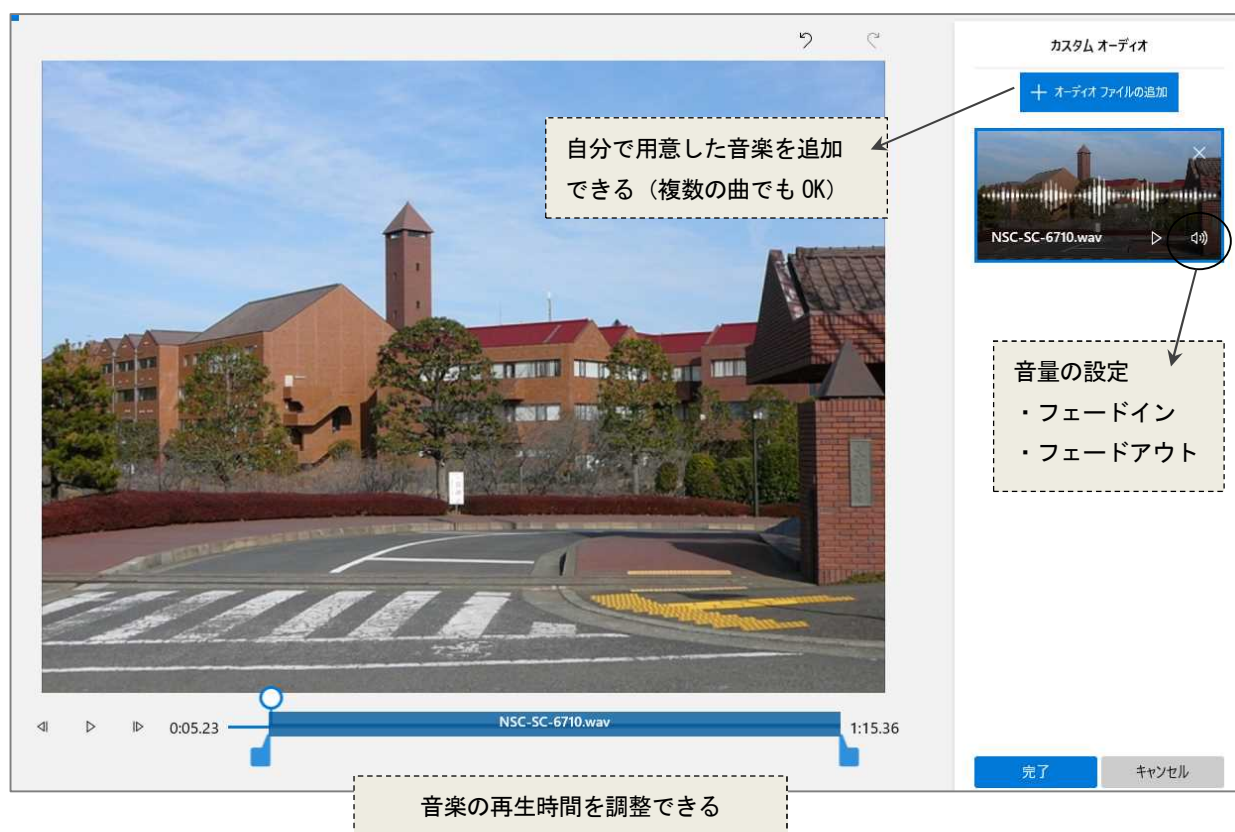 カスタム オーディオ
＋ オーディオ ファイルの追加
自分で用意した音楽を追加
できる（複数の曲でも OK）
NSC-SC-6710.wav
音量の設定
・フェードイン
・フェードアウト
0:05.23
NSC-SC-6710.wav
1:15.36
音楽の再生時間を調整できる
完了
キャンセル